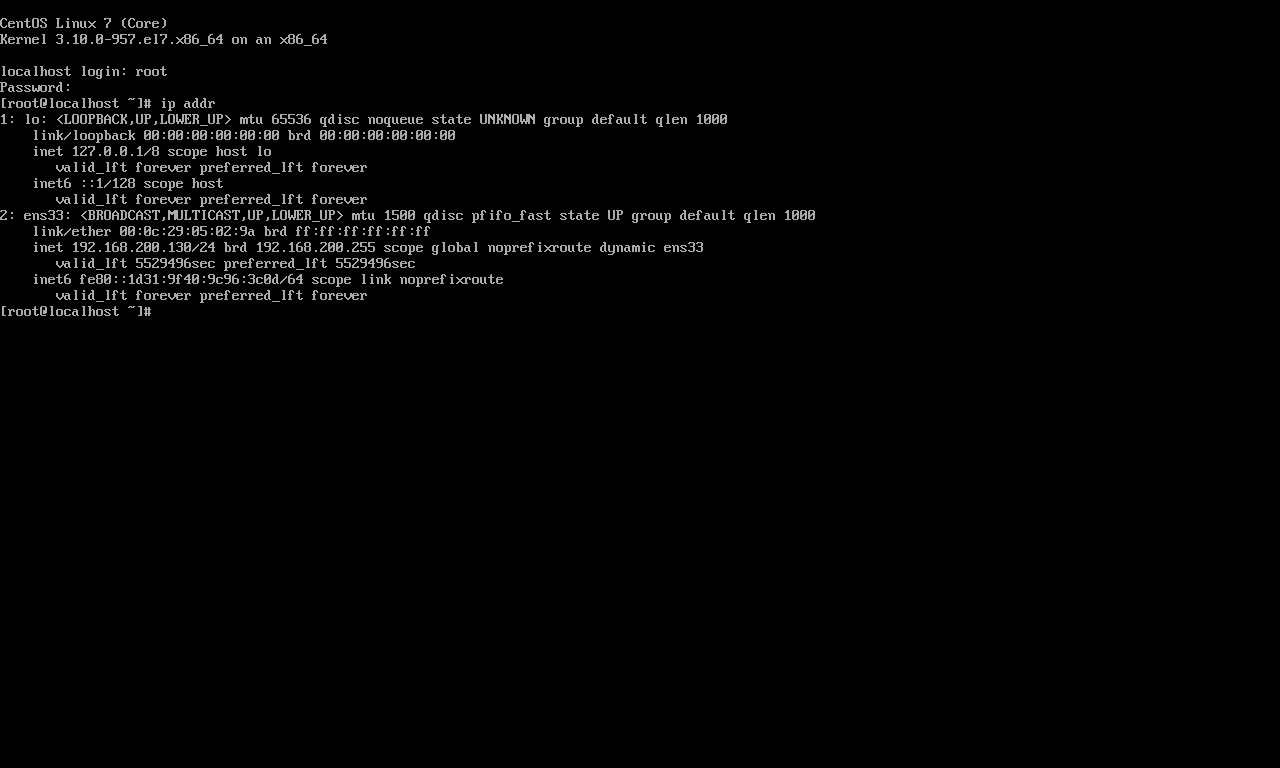 CentOS Linux 7 (Core)
Kernel 3.10.0-957.el7.x86_64 on an x86_64
localhost login: root
Password:
[root@localhost ~]# ip addr
1: lo: <LOOPBACK,UP,LOWER_UP> mtu 65536 qdisc noqueue state UNKNOWN group default qlen 1000
    link/loopback 00:00:00:00:00:00 brd 00:00:00:00:00:00
    inet 127.0.0.1/8 scope host lo
       valid_lft forever preferred_lft forever
    inet6 ::1/128 scope host
       valid_lft forever preferred_lft forever
2: ens33: <BROADCAST,MULTICAST,UP,LOWER_UP> mtu 1500 qdisc pfifo_fast state UP group default qlen 1000
    link/ether 00:0c:29:05:02:9a brd ff:ff:ff:ff:ff:ff
    inet 192.168.200.130/24 brd 192.168.200.255 scope global noprefixroute dynamic ens33
       valid_lft 5529496sec preferred_lft 5529496sec
    inet6 fe80::1d31:9f40:9c96:3c0d/64 scope link noprefixroute
       valid_lft forever preferred_lft forever
[root@localhost ~]#